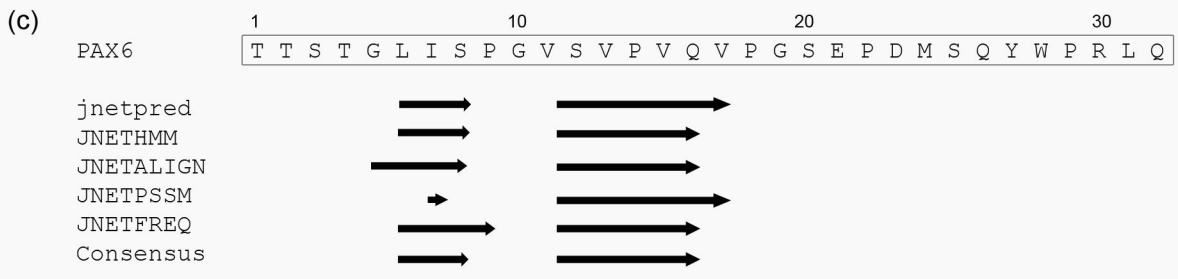 (c)
1 10 20 30
PAX6 T T S T G L I S P G V S V P V Q V P G S E P D M S Q Y W P R L Q
jnetpred
JNETHMM
JNETALIGN
JNETPSSM
JNETFREQ
Consensus